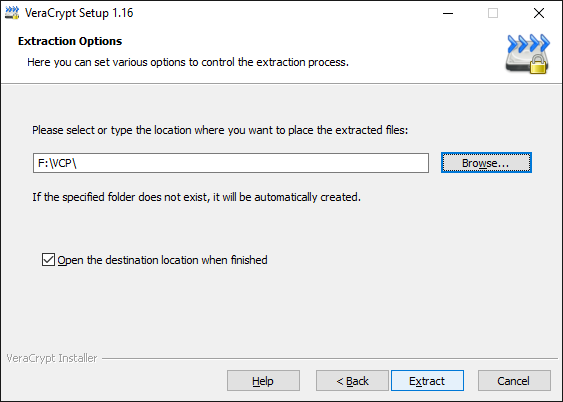 VeraCrypt Setup 1.16
Extraction Options
Here you can set various options to control the extraction process.
Please select or type the location where you want to place the extracted files:
F:\VCP\
Browse...
If the specified folder does not exist, it will be automatically created.
Open the destination location when finished
VeraCrypt Installer
Help
< Back
Extract
Cancel